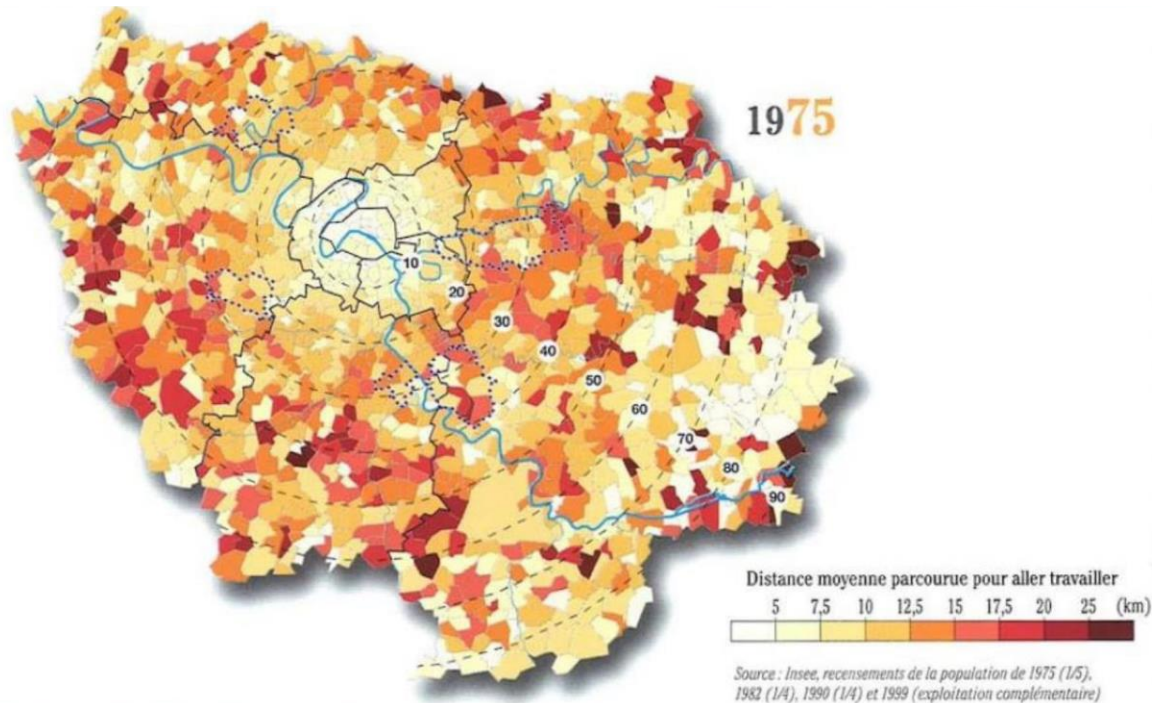 1975
10
20
30
40
50
60
70
80
90
Distance moyenne parcourue pour aller travailler
5 7,5 10 12,5 15 17,5 20 25 (km)
Source : Insee, recensements de la population de 1975 (1/5),
1982 (1/4), 1990 (1/4) et 1999 (exploitation complémentaire)